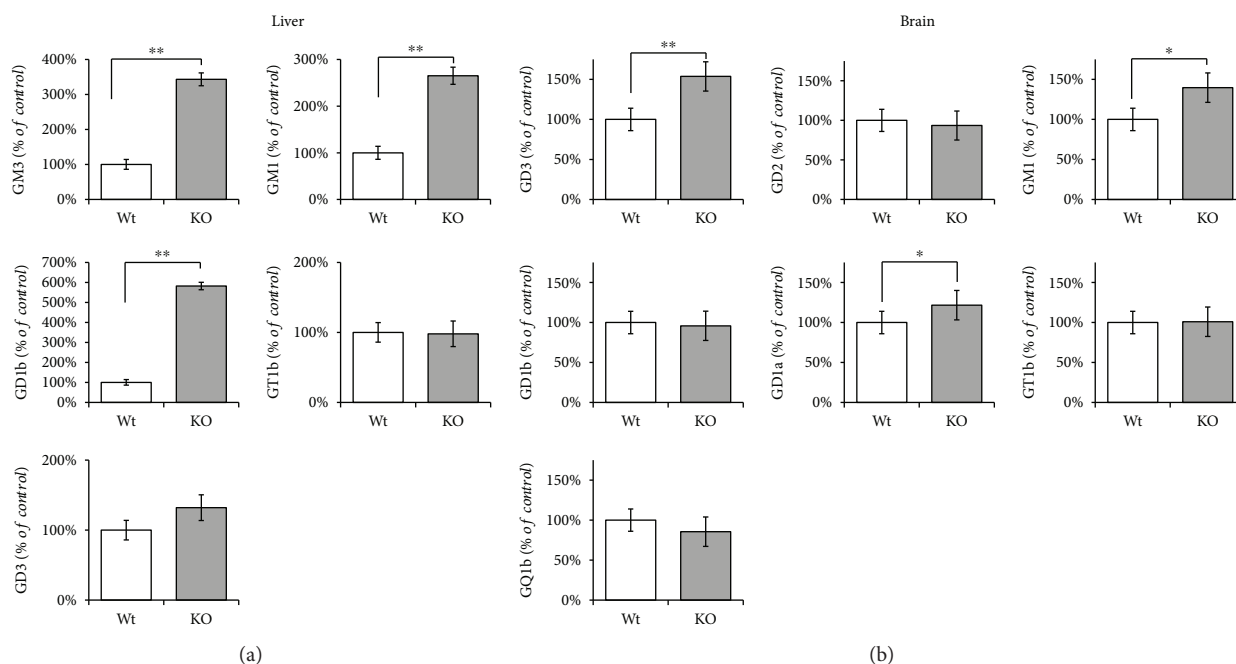 Liver
Brain
GM3 (% of control)
400%
300%
200%
100%
0%
**
Wt
KO
GM1 (% of control)
300%
200%
100%
0%
**
Wt
KO
GD3 (% of control)
150%
100%
50%
0%
**
Wt
KO
GD2 (% of control)
150%
100%
50%
0%
Wt
KO
GM1 (% of control)
150%
100%
50%
0%
*
Wt
KO
GD1b (% of control)
700%
600%
500%
400%
300%
200%
100%
0%
**
Wt
KO
GT1b (% of control)
200%
100%
0%
Wt
KO
GD1b (% of control)
150%
100%
50%
0%
Wt
KO
GD1a (% of control)
150%
100%
50%
0%
*
Wt
KO
GT1b (% of control)
150%
100%
50%
0%
Wt
KO
GD3 (% of control)
200%
100%
0%
Wt
KO
GQ1b (% of control)
150%
100%
50%
0%
Wt
KO
(a)
(b)